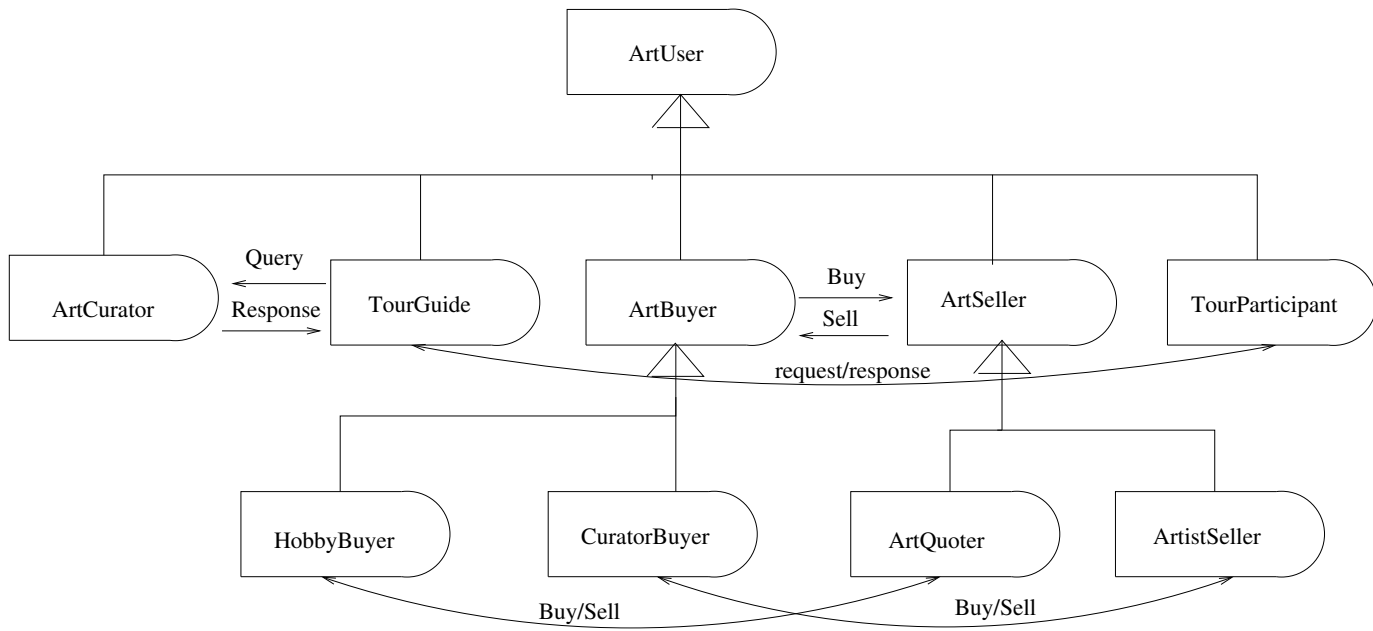 ArtUser
Query
Response
ArtCurator
TourGuide
ArtBuyer
Buy
Sell
ArtSeller
TourParticipant
request/response
HobbyBuyer
CuratorBuyer
ArtQuoter
ArtistSeller
Buy/Sell
Buy/Sell